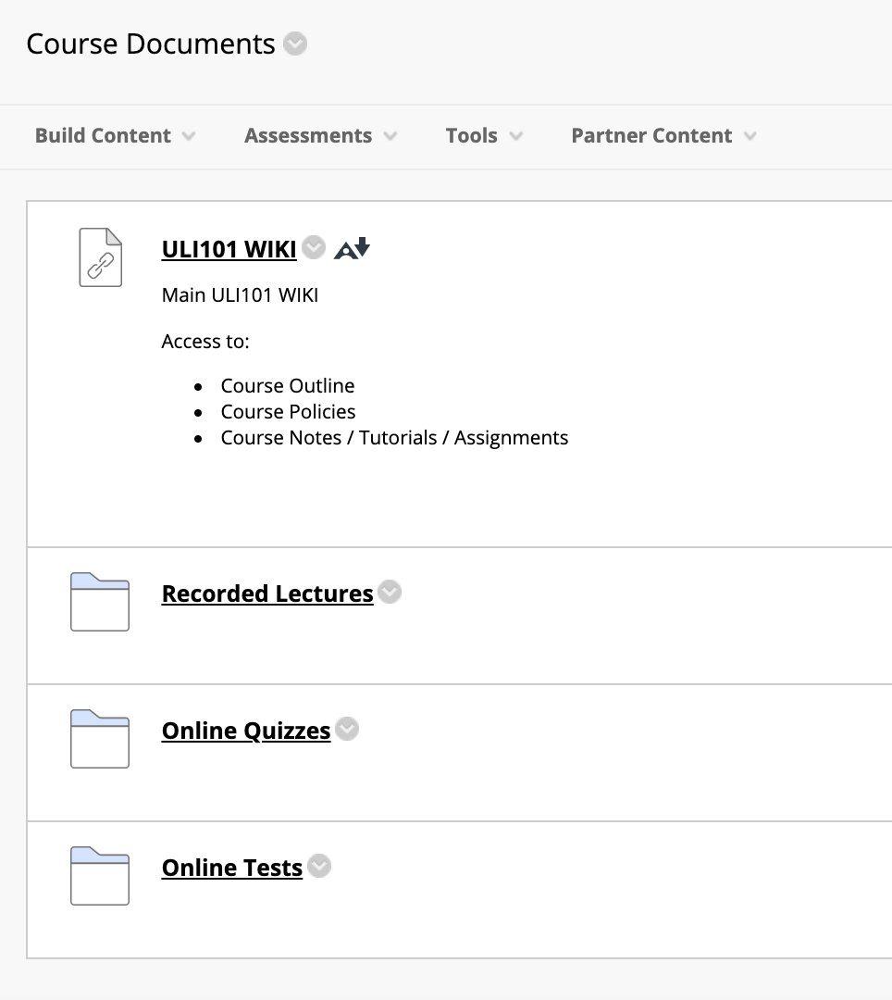 Course Documents
Build Content Assessments Tools Partner Content
ULI101 WIKI
Main ULI101 WIKI
Access to:
Course Outline
Course Policies
Course Notes / Tutorials / Assignments
Recorded Lectures
Online Quizzes
Online Tests